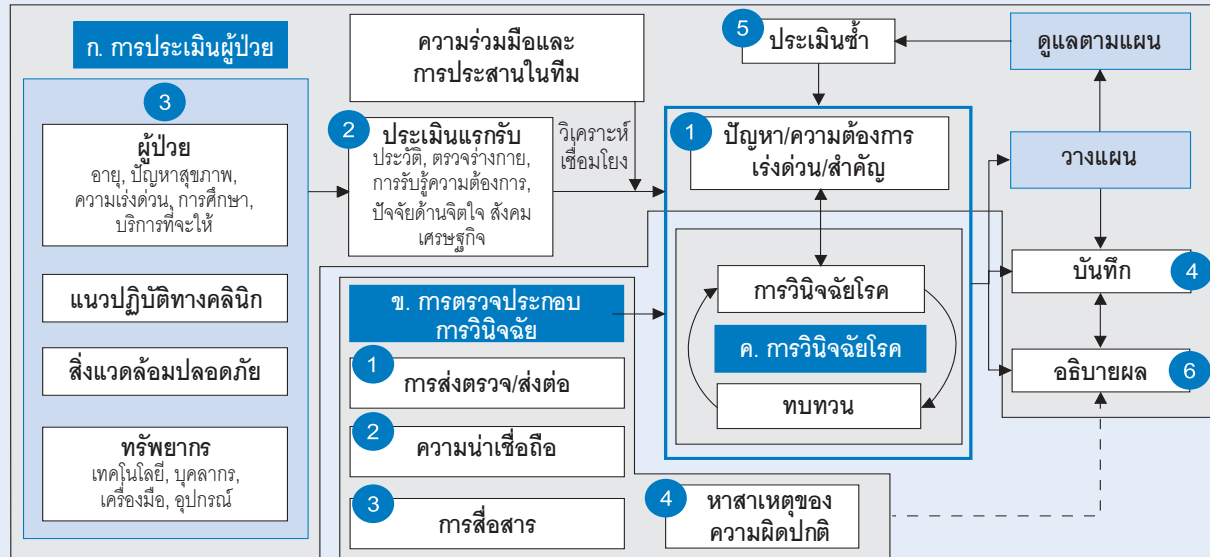 ก. การประเมินผู้ป่วย
3
ผู้ป่วย
อายุ, ปัญหาสุขภาพ,
ความเร่งด่วน, การศึกษา,
บริการที่จะให้
แนวปฏิบัติทางคลินิก
สิ่งแวดล้อมปลอดภัย
ทรัพยากร
เทคโนโลยี, บุคลากร,
เครื่องมือ, อุปกรณ์
ความร่วมมือและ
การประสานในทีม
2
ประเมินแรกรับ
ประวัติ, ตรวจร่างกาย,
การรับรู้ความต้องการ,
ปัจจัยด้านจิตใจ สังคม
เศรษฐกิจ
วิเคราะห์
เชื่อมโยง
5
ประเมินซ้ำ
ดูแลตามแผน
1
ปัญหา/ความต้องการ
เร่งด่วน/สำคัญ
วางแผน
การวินิจฉัยโรค
ค. การวินิจฉัยโรค
ทบทวน
บันทึก
4
อธิบายผล
6
ข. การตรวจประกอบ
การวินิจฉัย
1
การส่งตรวจ/ส่งต่อ
2
ความน่าเชื่อถือ
3
การสื่อสาร
4
หาสาเหตุของ
ความผิดปกติ